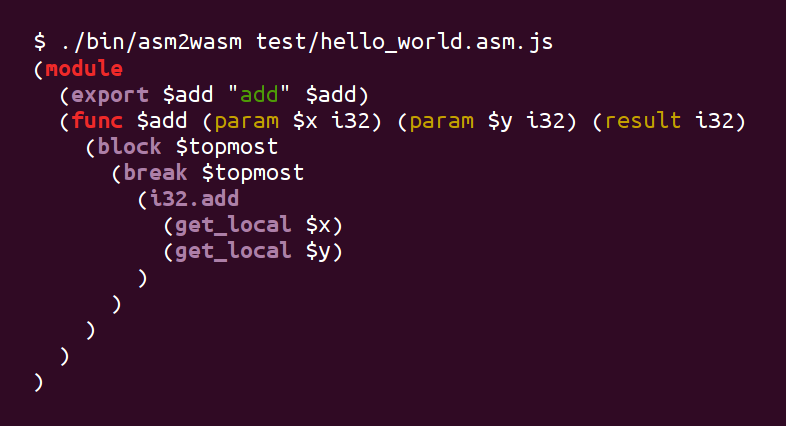 $ ./bin/asm2wasm test/hello_world.asm.js
(module
  (export $add "add" $add)
  (func $add (param $x i32) (param $y i32) (result i32)
    (block $topmost
      (break $topmost
        (i32.add
          (get_local $x)
          (get_local $y)
        )
      )
    )
  )
)